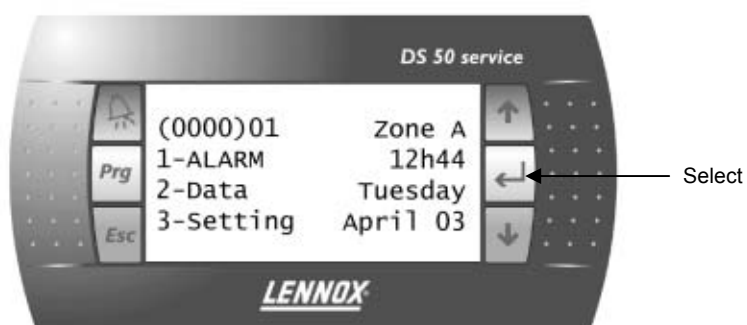 DS 50 service
(0000)01 Zone A
1-ALARM 12h44
Prg
2-Data Tuesday
3-Setting April 03
Esc
Select
LENNOX